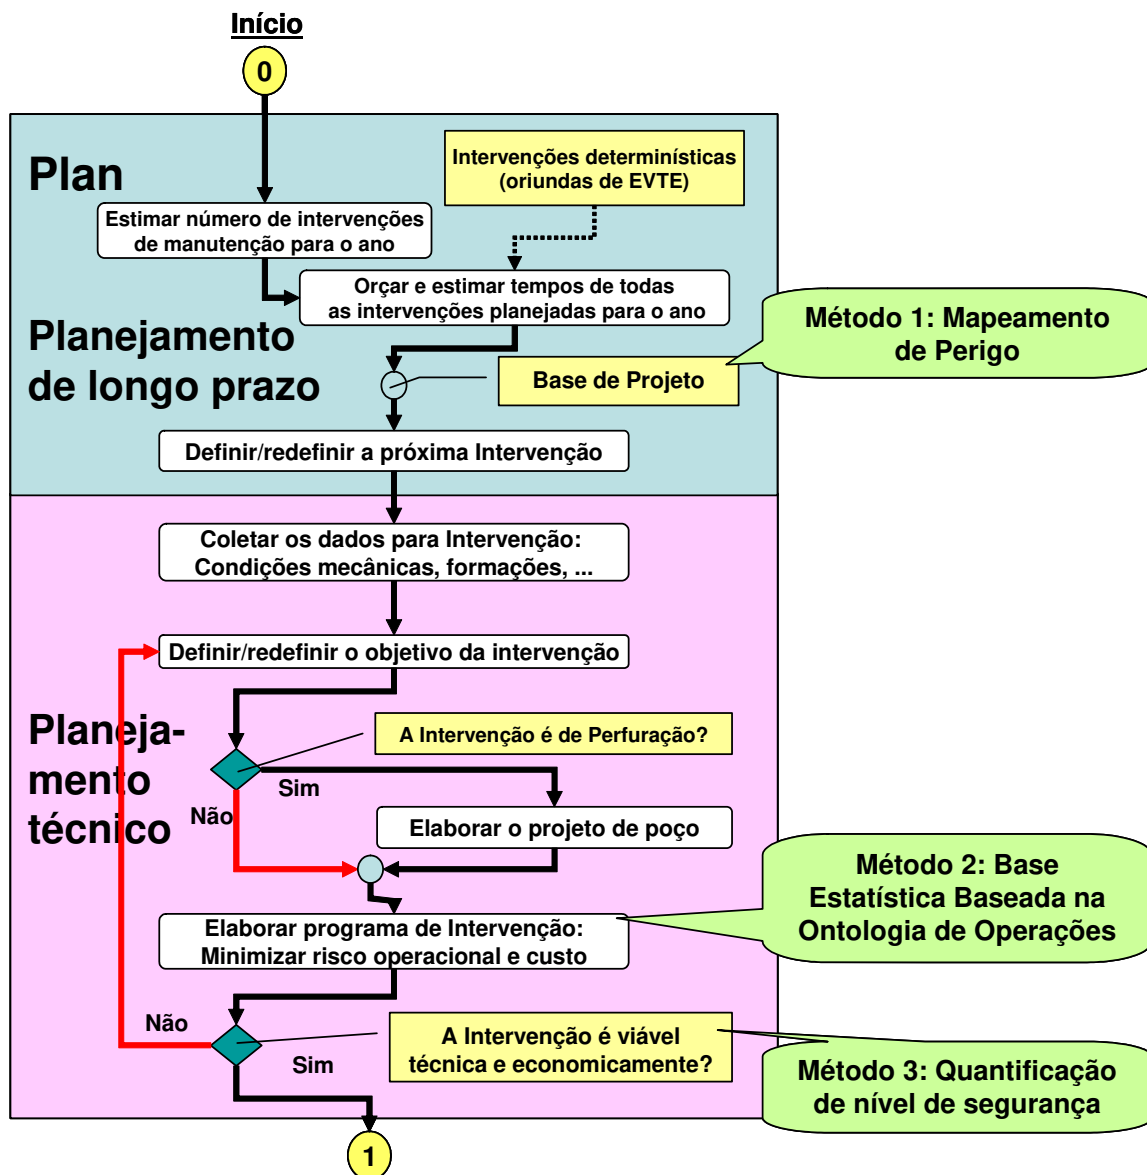 Início
0
Plan
Intervenções determinísticas
(oriundas de EVTE)
Estimar número de intervenções
de manutenção para o ano
Orçar e estimar tempos de todas
as intervenções planejadas para o ano
Método 1: Mapeamento
de Perigo
Planejamento
de longo prazo
Base de Projeto
Definir/redefinir a próxima Intervenção
Coletar os dados para Intervenção:
Condições mecânicas, formações, ...
Definir/redefinir o objetivo da intervenção
Planeja-
mento
técnico
A Intervenção é de Perfuração?
Sim
Não
Elaborar o projeto de poço
Método 2: Base
Estatística Baseada na
Ontologia de Operações
Elaborar programa de Intervenção:
Minimizar risco operacional e custo
Não
A Intervenção é viável
técnica e economicamente?
Sim
Método 3: Quantificação
de nível de segurança
1